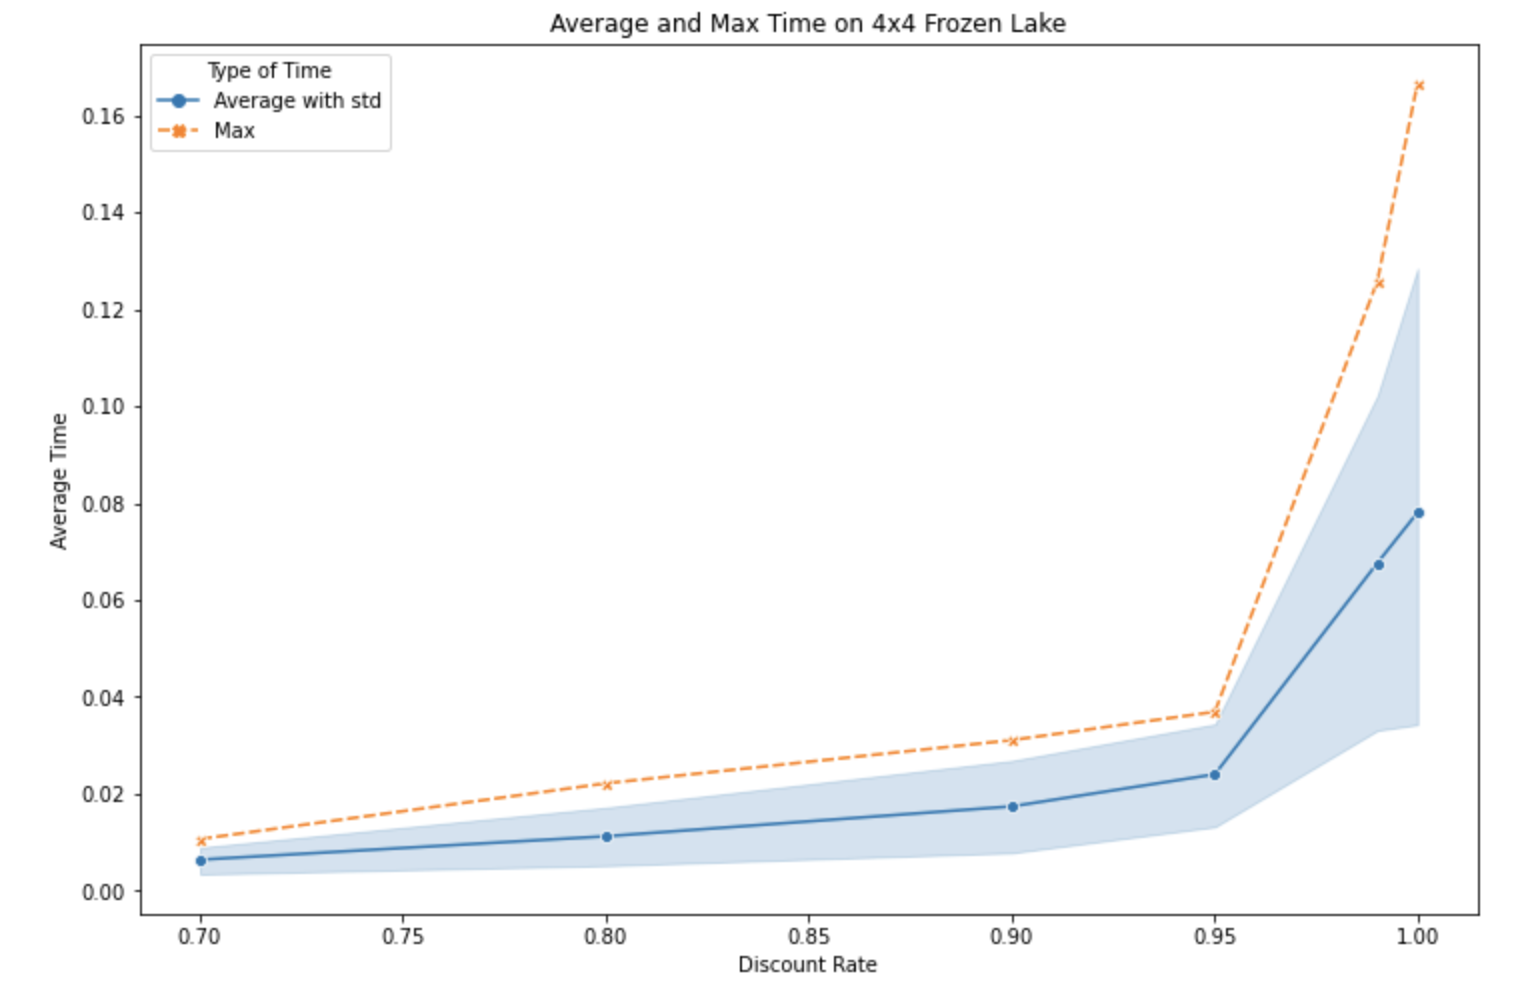 Average and Max Time on 4x4 Frozen Lake
Type of Time
Average with std
Max
Average Time
0.16
0.14
0.12
0.10
0.08
0.06
0.04
0.02
0.00
0.70 0.75 0.80 0.85 0.90 0.95 1.00
Discount Rate